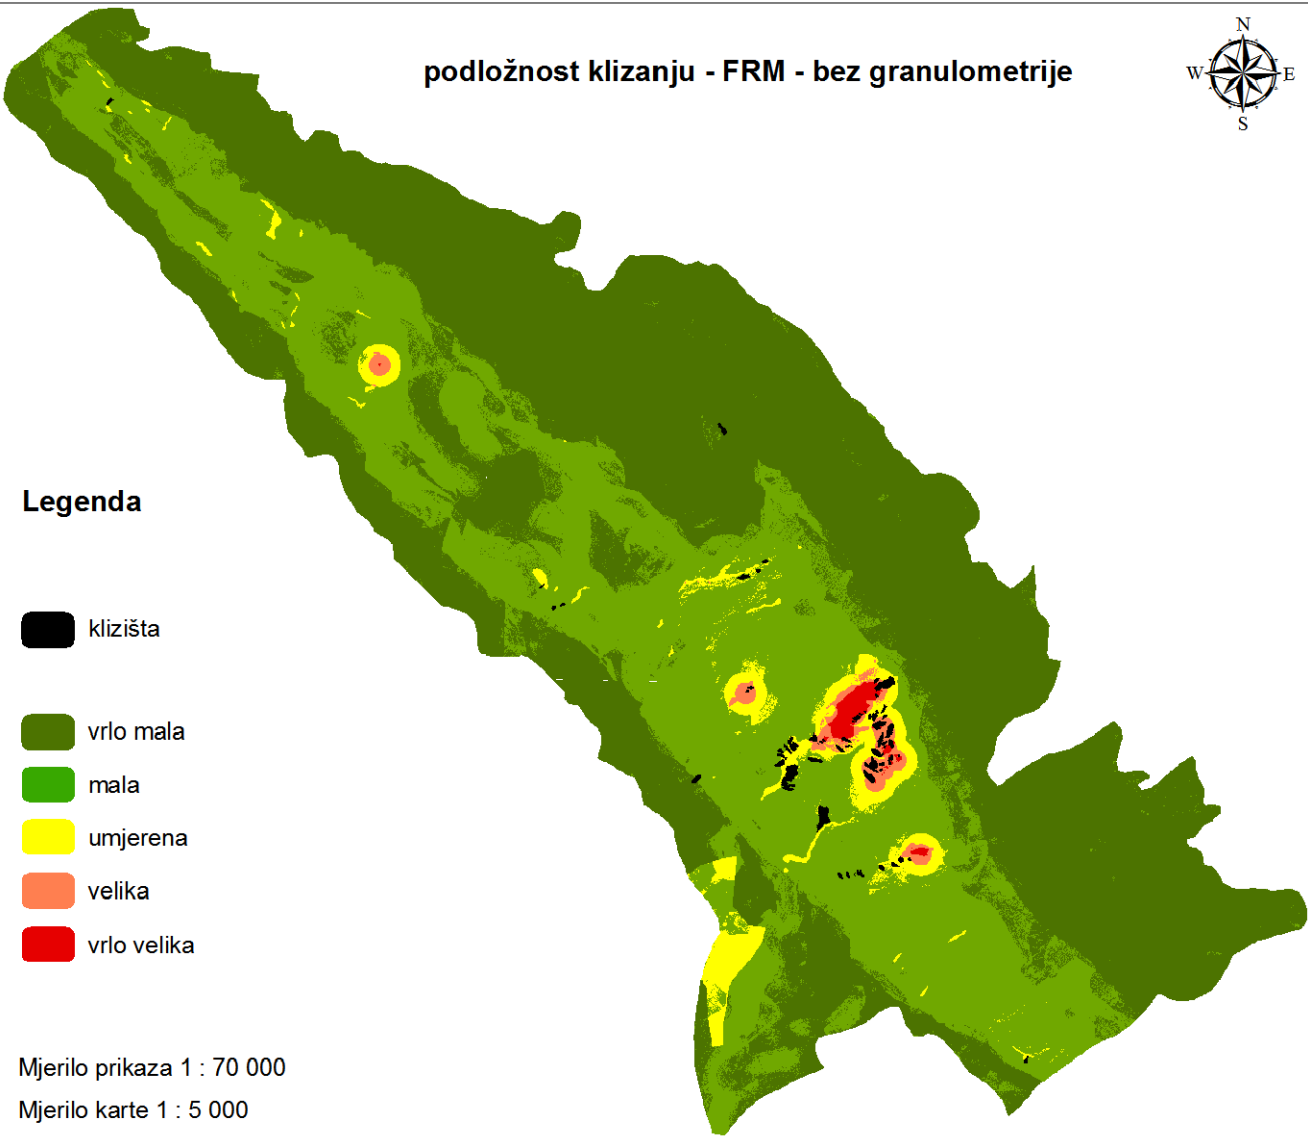 podložnost klizanju - FRM - bez granulometrije
N
W E
S
Legenda
klizišta
vrlo mala
mala
umjerena
velika
vrlo velika
Mjerilo prikaza 1 : 70 000
Mjerilo karte 1 : 5 000